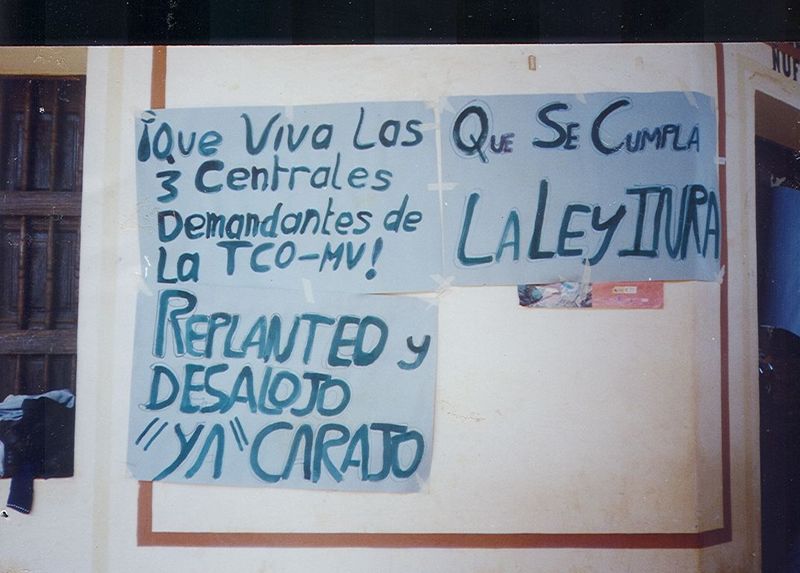 ¡Que Viva Las
3 Centrales
Demandantes de
La TCO-MV!
REPLANTEO y
DESALOJO
"YA" CARAJO
QUE SE CUMPLA
LA LEY INRA
NUF